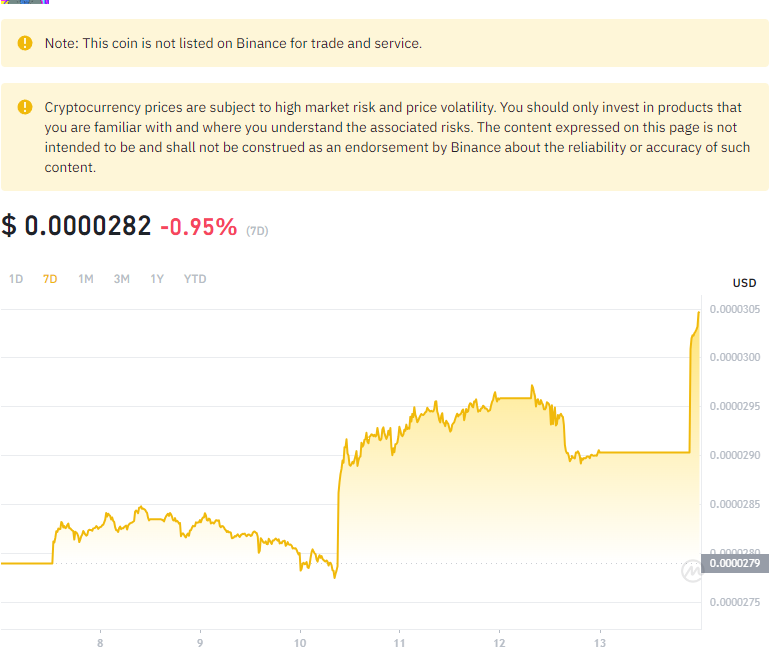 Note: This coin is not listed on Binance for trade and service.
Cryptocurrency prices are subject to high market risk and price volatility. You should only invest in products that
you are familiar with and where you understand the associated risks. The content expressed on this page is not
intended to be and shall not be construed as an endorsement by Binance about the reliability or accuracy of such
content.
$ 0.0000282 -0.95% (7D)
1D 7D 1M 3M 1Y YTD
USD
0.0000305
0.0000300
0.0000295
0.0000290
0.0000285
0.0000280
0.0000279
0.0000275
8 9 10 11 12 13